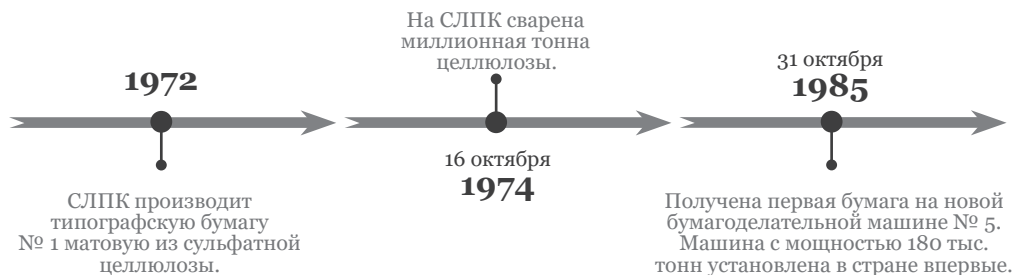 1972
СЛПК производит
типографскую бумагу
№ 1 матовую из сульфатной
целлюлозы.
На СЛПК сварена
миллионная тонна
целлюлозы.
16 октября
1974
31 октября
1985
Получена первая бумага на новой
бумагоделательной машине № 5.
Машина с мощностью 180 тыс.
тонн установлена в стране впервые.